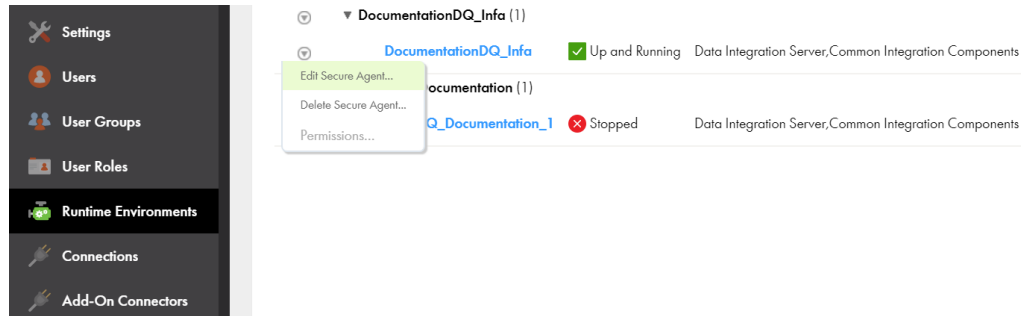 Settings
Users
User Groups
User Roles
Runtime Environments
Connections
Add-On Connectors
DocumentationDQ_Infa (1)
DocumentationDQ_Infa Up and Running Data Integration Server,Common Integration Components
Edit Secure Agent...
Delete Secure Agent...
Permissions...
ocumentation (1)
Q_Documentation_1 Stopped Data Integration Server,Common Integration Components